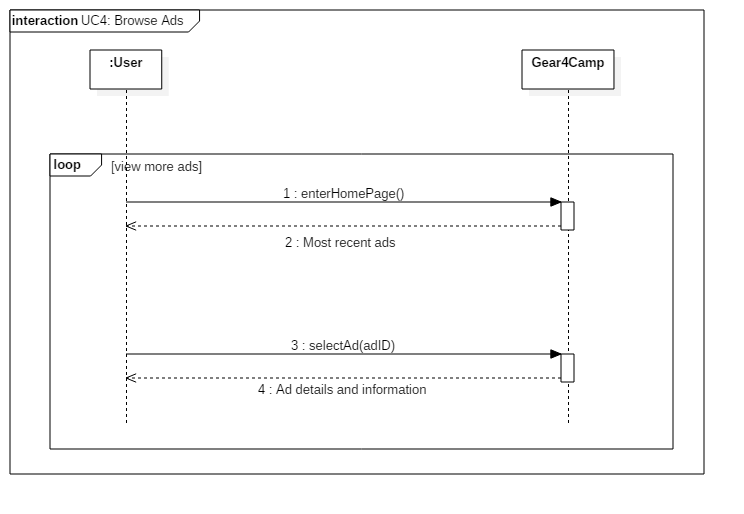 interaction UC4: Browse Ads
:User
Gear4Camp
loop
[view more ads]
1 : enterHomePage()
2 : Most recent ads
3 : selectAd(adID)
4 : Ad details and information